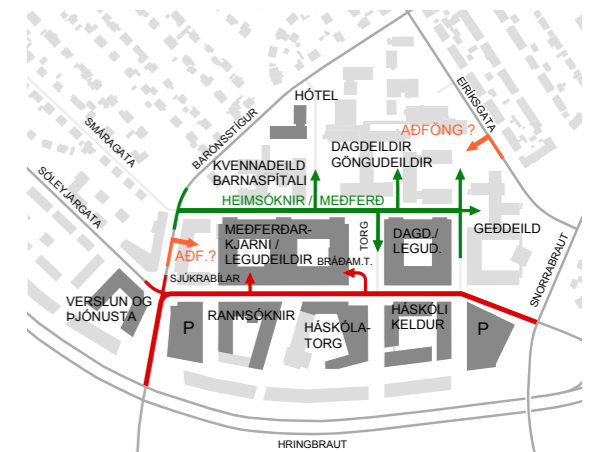 HÓTEL
EIRÍKSGATA
SMÁRAGATA
BARÓNSSTÍGUR
AÐFÖNG ?
DAGDEILDIR
GÖNGUDEILDIR
KVENNADEILD
BARNASPÍTALI
SÓLEYJARGATA
HEIMSÓKNIR / MEÐFERÐ
GEÐDEILD
MEÐFERÐAR-
KJARNI /
LEGUDEILDIR
TORG
DAGD./
LEGUD.
AÐF.?
BRÁÐAM.T.
SJÚKRABÍLAR
SNORRABRAUT
VERSLUN OG
ÞJÓNUSTA
P
RANNSÓKNIR
HÁSKÓLA-
TORG
HÁSKÓLI
KELDUR
P
HRINGBRAUT